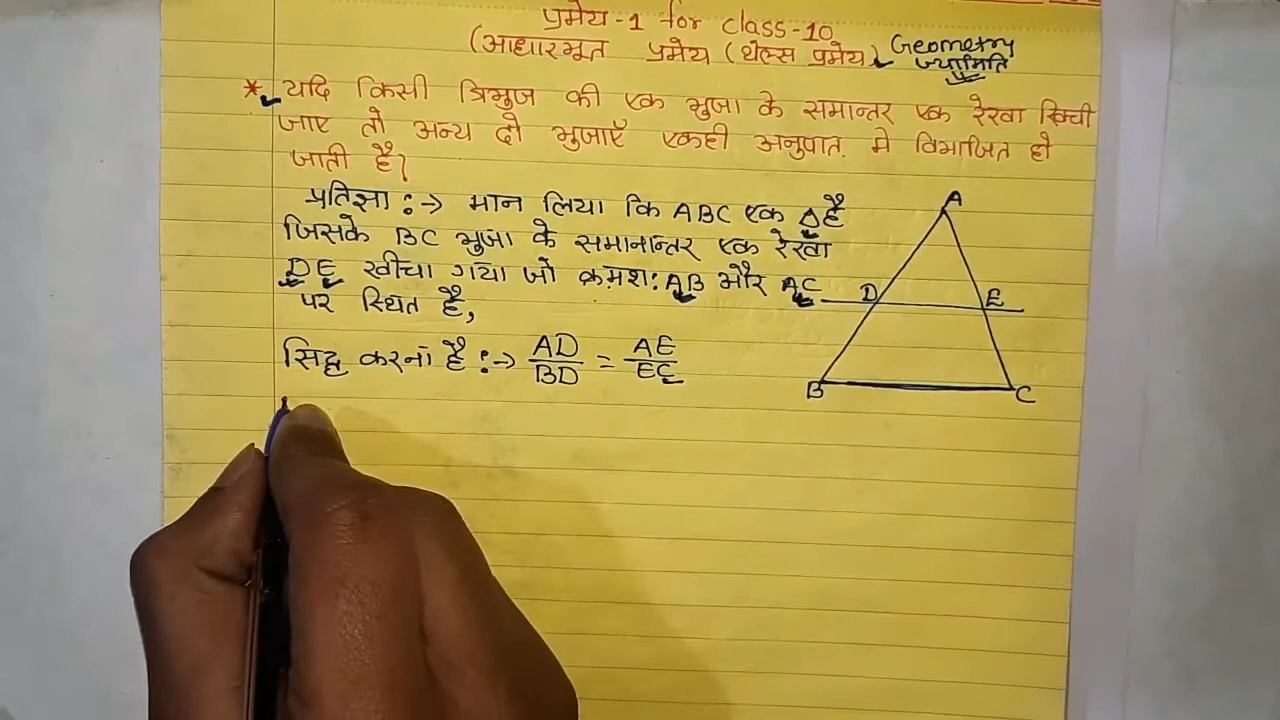 प्रमेय-1 for class-10
(आधारभूत प्रमेय (थेल्स प्रमेय) Geometry
ज्यामिति
* यदि किसी त्रिभुज की एक भुजा के समान्तर एक रेखा खिची
जाए तो अन्य दो भुजाएँ एकही अनुपात में विभाजित हो
जाती है।
प्रतिज्ञा :-> मान लिया कि ABC एक Δ है
जिसके BC भुजा के समानान्तर एक रेखा
DE खींचा गया जो क्रमश: AB और AC
पर स्थित है,
सिद्ध करना है :-> AD/BD = AE/EC
A
D E
B C